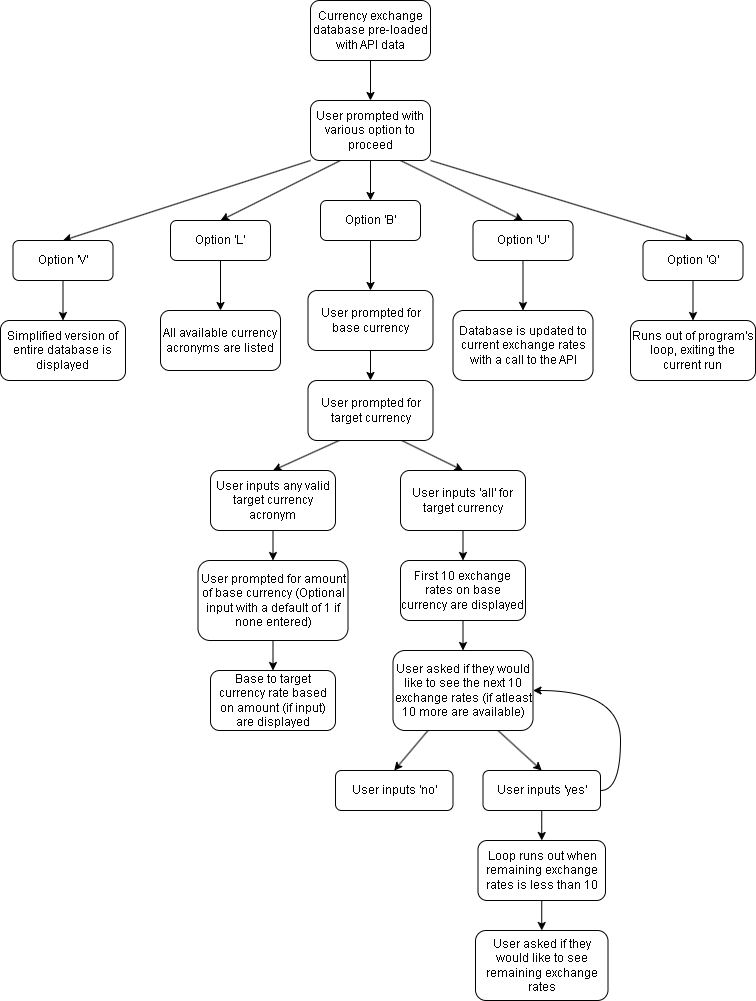 Currency exchange
database pre-loaded
with API data
User prompted with
various option to
proceed
Option 'V'
Option 'L'
Option 'B'
Option 'U'
Option 'Q'
Simplified version of
entire database is
displayed
All available currency
acronyms are listed
User prompted for
base currency
Database is updated to
current exchange rates
with a call to the API
Runs out of program's
loop, exiting the
current run
User prompted for
target currency
User inputs any valid
target currency
acronym
User inputs 'all' for
target currency
User prompted for amount
of base currency (Optional
input with a default of 1 if
none entered)
First 10 exchange
rates on base
currency are displayed
Base to target
currency rate based
on amount (if input)
are displayed
User asked if they would
like to see the next 10
exchange rates (if atleast
10 more are available)
User inputs 'no'
User inputs 'yes'
Loop runs out when
remaining exchange
rates is less than 10
User asked if they
would like to see
remaining exchange
rates